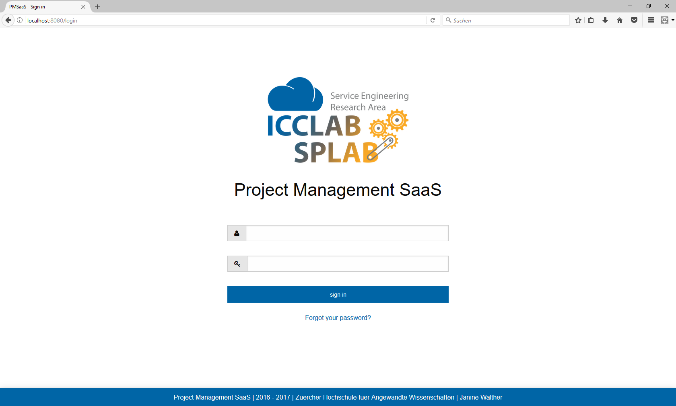 PMSaaS - Sign in
localhost:8080/login
Suchen
Service Engineering
Research Area
ICCLAB
SPLAB
Project Management SaaS
sign in
Forgot your password?
Project Management SaaS | 2016 - 2017 | Zuercher Hochschule fuer Angewandte Wissenschaften | Janine Walther